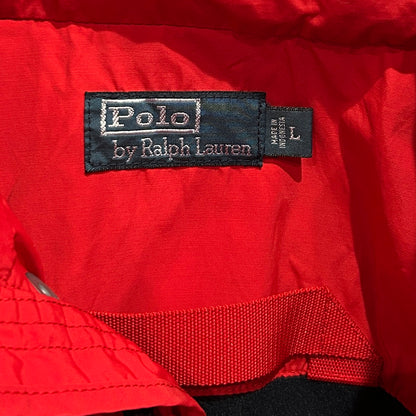 Polo
by Ralph Lauren
MADE IN
INDONESIA
L